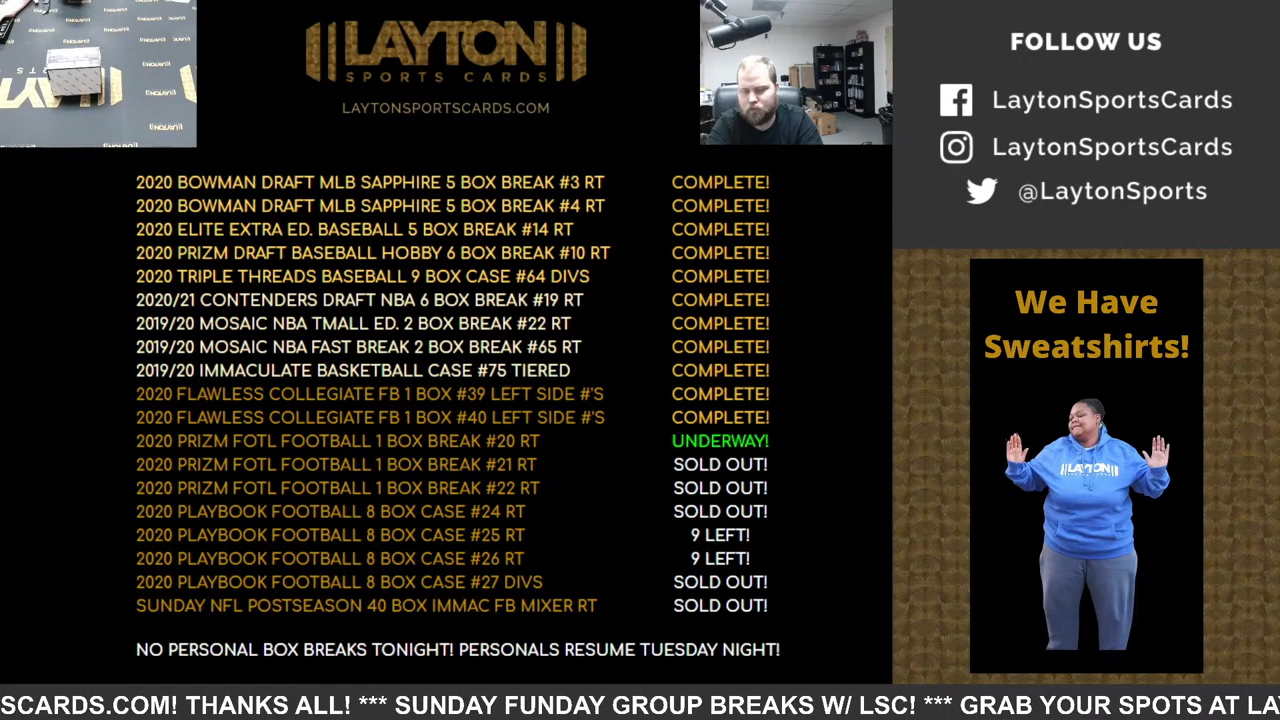 LAYTON
SPORTS CARDS
LAYTONSPORTSCARDS.COM
FOLLOW US
LaytonSportsCards
LaytonSportsCards
@LaytonSports
2020 BOWMAN DRAFT MLB SAPPHIRE 5 BOX BREAK #3 RT COMPLETE!
2020 BOWMAN DRAFT MLB SAPPHIRE 5 BOX BREAK #4 RT COMPLETE!
2020 ELITE EXTRA ED. BASEBALL 5 BOX BREAK #14 RT COMPLETE!
2020 PRIZM DRAFT BASEBALL HOBBY 6 BOX BREAK #10 RT COMPLETE!
2020 TRIPLE THREADS BASEBALL 9 BOX CASE #64 DIVS COMPLETE!
2020/21 CONTENDERS DRAFT NBA 6 BOX BREAK #19 RT COMPLETE!
2019/20 MOSAIC NBA TMALL ED. 2 BOX BREAK #22 RT COMPLETE!
2019/20 MOSAIC NBA FAST BREAK 2 BOX BREAK #65 RT COMPLETE!
2019/20 IMMACULATE BASKETBALL CASE #75 TIERED COMPLETE!
2020 FLAWLESS COLLEGIATE FB 1 BOX #39 LEFT SIDE #'S COMPLETE!
2020 FLAWLESS COLLEGIATE FB 1 BOX #40 LEFT SIDE #'S COMPLETE!
2020 PRIZM FOTL FOOTBALL 1 BOX BREAK #20 RT UNDERWAY!
2020 PRIZM FOTL FOOTBALL 1 BOX BREAK #21 RT SOLD OUT!
2020 PRIZM FOTL FOOTBALL 1 BOX BREAK #22 RT SOLD OUT!
2020 PLAYBOOK FOOTBALL 8 BOX CASE #24 RT SOLD OUT!
2020 PLAYBOOK FOOTBALL 8 BOX CASE #25 RT 9 LEFT!
2020 PLAYBOOK FOOTBALL 8 BOX CASE #26 RT 9 LEFT!
2020 PLAYBOOK FOOTBALL 8 BOX CASE #27 DIVS SOLD OUT!
SUNDAY NFL POSTSEASON 40 BOX IMMAC FB MIXER RT SOLD OUT!
NO PERSONAL BOX BREAKS TONIGHT! PERSONALS RESUME TUESDAY NIGHT!
We Have
Sweatshirts!
LAYTON
SCARDS.COM! THANKS ALL! *** SUNDAY FUNDAY GROUP BREAKS W/ LSC! *** GRAB YOUR SPOTS AT LA